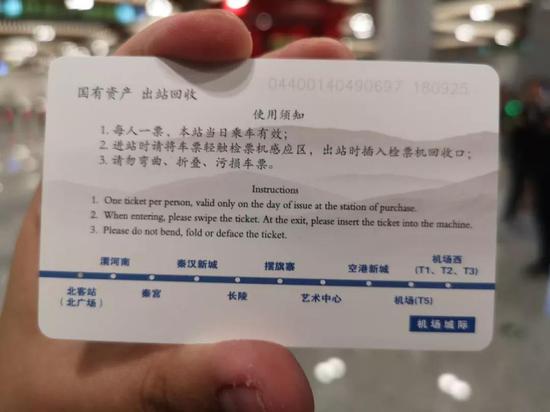 04400140490697 180925
国有资产 出站回收
使用须知
1. 每人一票、本站当日乘车有效；
2. 进站时请将车票轻触检票机感应区，出站时插入检票机回收口；
3. 请勿弯曲、折叠、污损车票。
Instructions
1. One ticket per person, valid only on the day of issue at the station of purchase.
2. When entering, please swipe the ticket. At the exit, please insert the ticket into the machine.
3. Please do not bend, fold or deface the ticket.
渭河南 秦汉新城 摆旗寨 空港新城 机场西
(T1、T2、T3)
北客站
(北广场)
秦宫 长陵 艺术中心 机场(T5)
机场城际